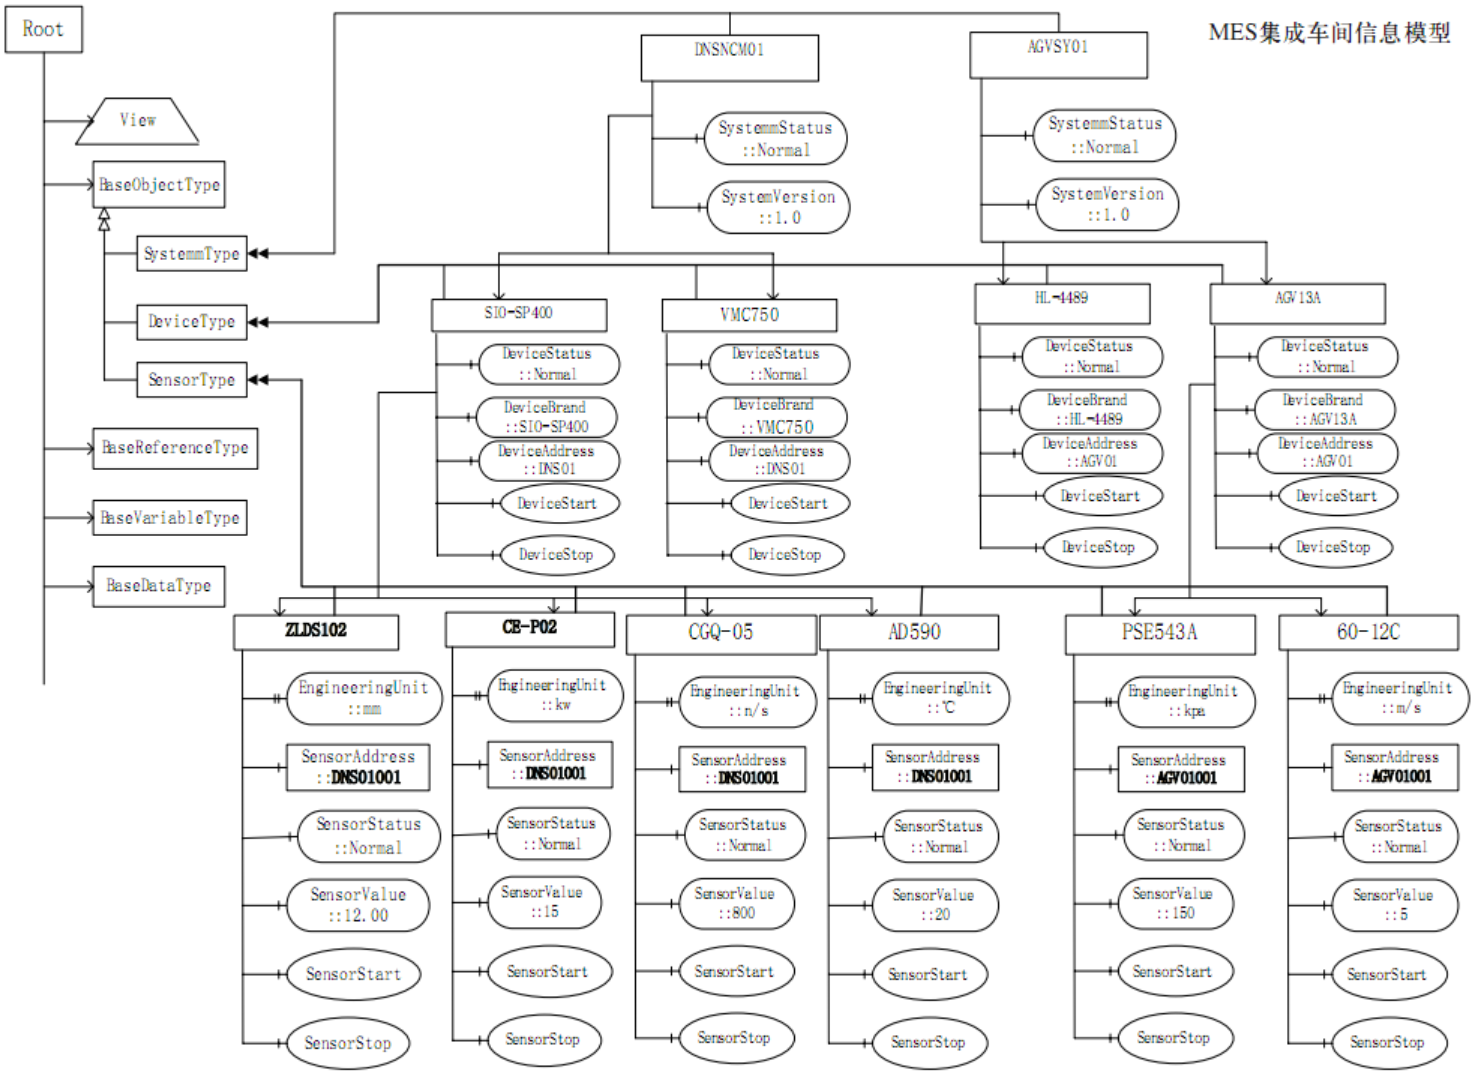 MES集成车间信息模型
Root
View
BaseObjectType
SystemmType
DeviceType
SensorType
BaseReferenceType
BaseVariableType
BaseDataType
DNSNCM01
SystemmStatus
::Normal
SystemVersion
::1.0
AGVSY01
SystemmStatus
::Normal
SystemVersion
::1.0
SIO-SP400
DeviceStatus
::Normal
DeviceBrand
::SIO-SP400
DeviceAddress
::DNS01
DeviceStart
DeviceStop
VMC750
DeviceStatus
::Normal
DeviceBrand
::VMC750
DeviceAddress
::DNS01
DeviceStart
DeviceStop
HL-4489
DeviceStatus
::Normal
DeviceBrand
::HL-4489
DeviceAddress
::AGV01
DeviceStart
DeviceStop
AGV13A
DeviceStatus
::Normal
DeviceBrand
::AGV13A
DeviceAddress
::AGV01
DeviceStart
DeviceStop
ZLDS102
EngineeringUnit
::mm
SensorAddress
::DNS01001
SensorStatus
::Normal
SensorValue
::12.00
SensorStart
SensorStop
CE-P02
EngineeringUnit
::kw
SensorAddress
::DNS01001
SensorStatus
::Normal
SensorValue
::15
SensorStart
SensorStop
CGQ-05
EngineeringUnit
::n/s
SensorAddress
::DNS01001
SensorStatus
::Normal
SensorValue
::800
SensorStart
SensorStop
AD590
EngineeringUnit
::℃
SensorAddress
::DNS01001
SensorStatus
::Normal
SensorValue
::20
SensorStart
SensorStop
PSE543A
EngineeringUnit
::kpa
SensorAddress
::AGV01001
SensorStatus
::Normal
SensorValue
::150
SensorStart
SensorStop
60-12C
EngineeringUnit
::m/s
SensorAddress
::AGV01001
SensorStatus
::Normal
SensorValue
::5
SensorStart
SensorStop